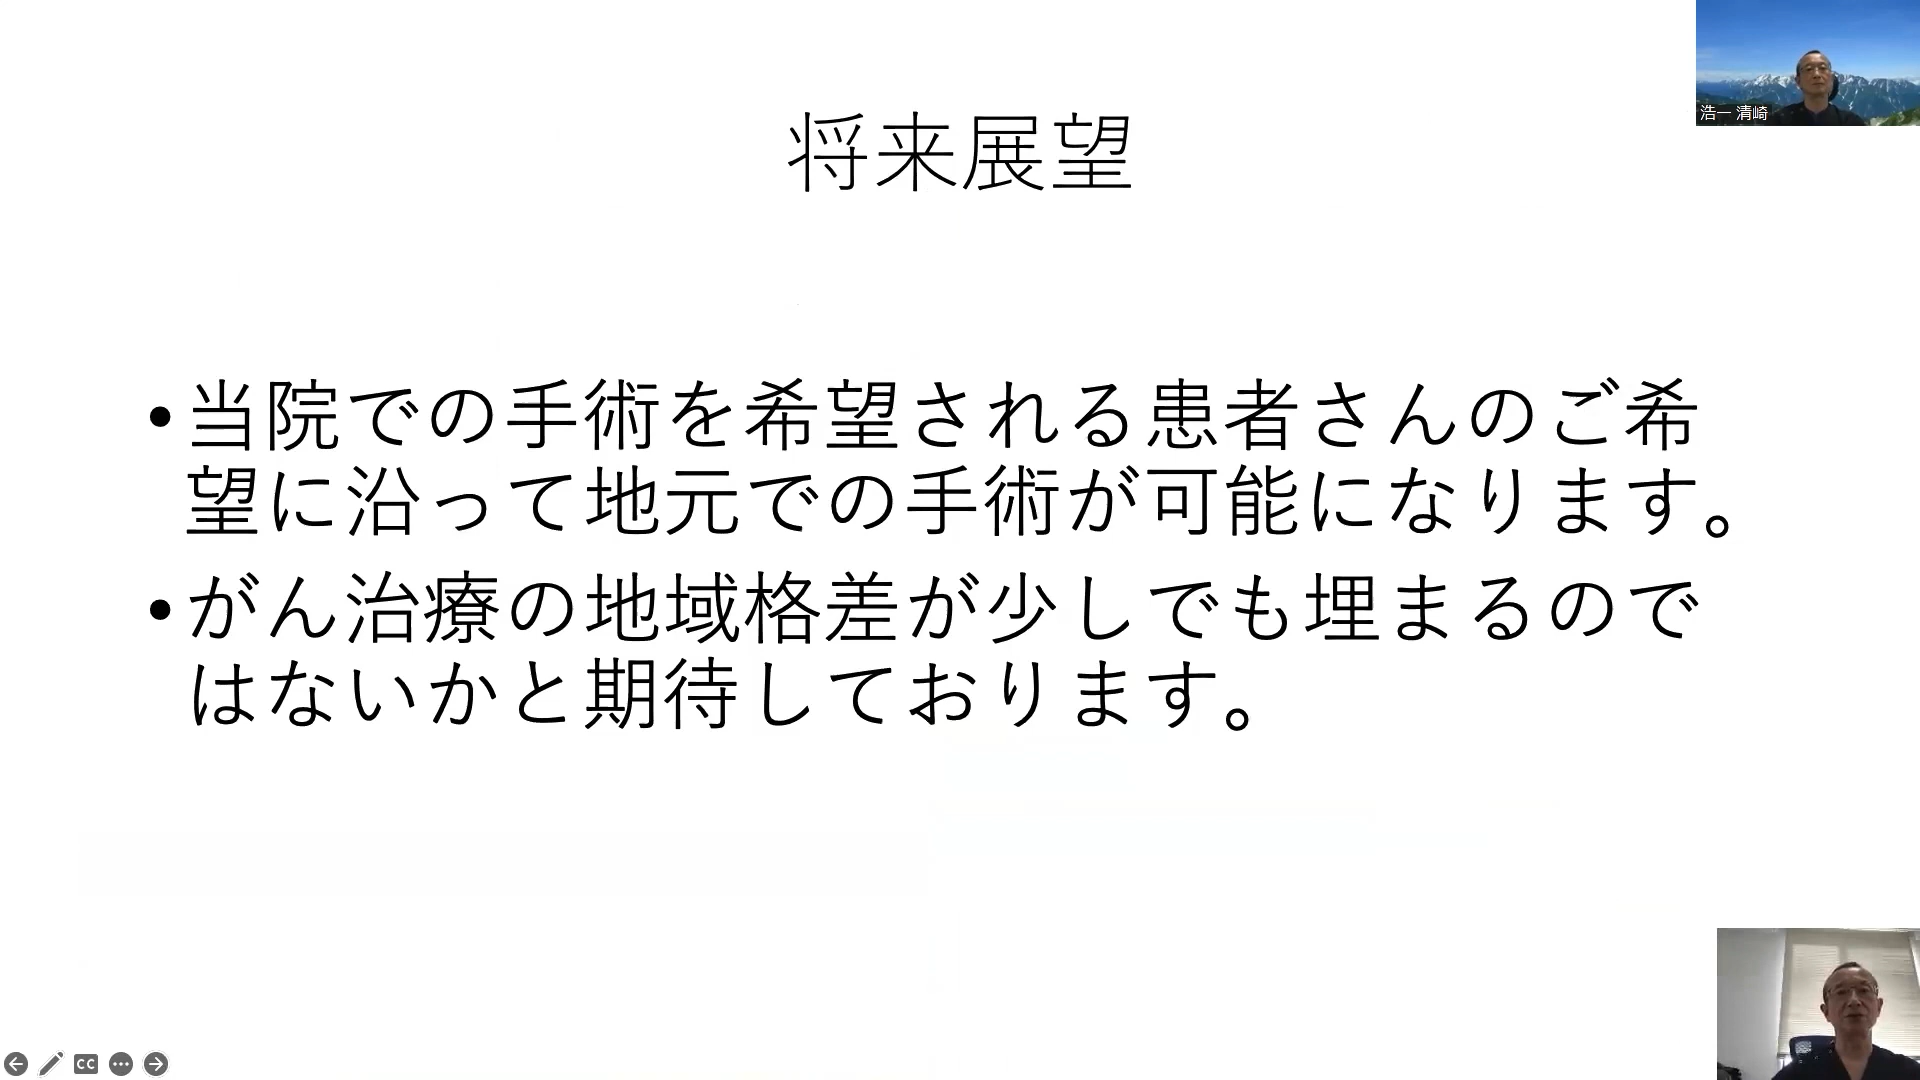 将来展望
浩一 清崎
•当院での手術を希望される患者さんのご希
望に沿って地元での手術が可能になります。
•がん治療の地域格差が少しでも埋まるので
はないかと期待しております。
CC